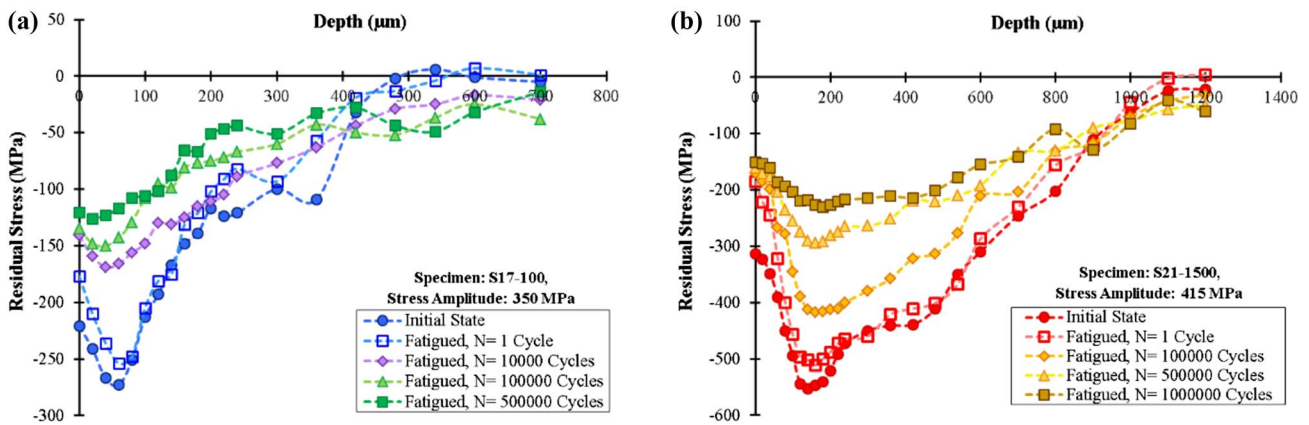 (a)
Depth (µm)
50
0
0
100
200
300
400
500
600
700
800
-50
-100
-150
-200
-250
-300
Residual Stress (MPa)
Specimen: S17-100,
Stress Amplitude: 350 MPa
Initial State
Fatigued, N= 1 Cycle
Fatigued, N= 10000 Cycles
Fatigued, N= 100000 Cycles
Fatigued, N= 500000 Cycles
(b)
Depth (µm)
100
0
0
200
400
600
800
1000
1200
1400
-100
-200
-300
-400
-500
-600
Residual Stress (MPa)
Specimen: S21-1500,
Stress Amplitude: 415 MPa
Initial State
Fatigued, N= 1 Cycle
Fatigued, N= 100000 Cycles
Fatigued, N= 500000 Cycles
Fatigued, N= 1000000 Cycles